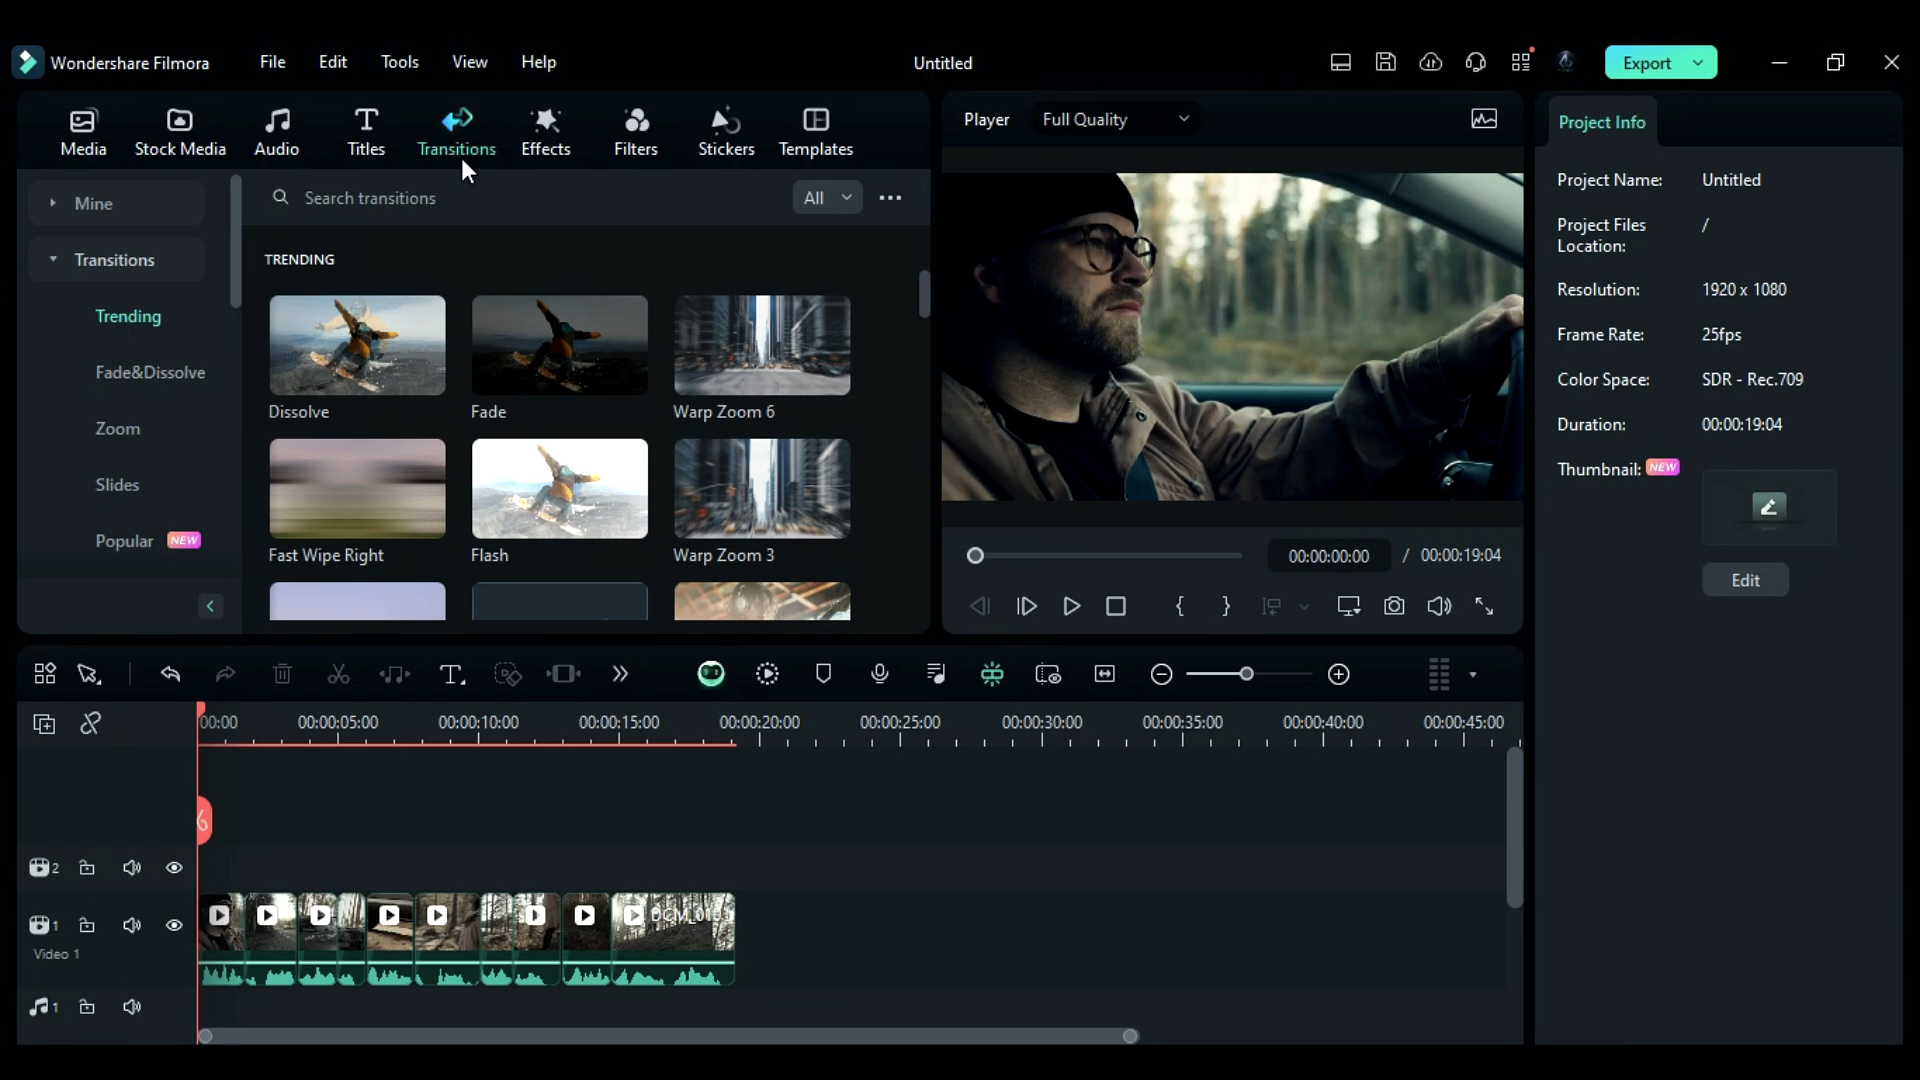 Wondershare Filmora File Edit Tools View Help Untitled Export
Media Stock Media Audio Titles Transitions Effects Filters Stickers Templates
Mine
Transitions
Trending
Fade&Dissolve
Zoom
Slides
Popular NEW
Search transitions All
TRENDING
Dissolve Fade Warp Zoom 6
Fast Wipe Right Flash Warp Zoom 3
Player Full Quality
00:00:00:00 / 00:00:19:04
Project Info
Project Name: Untitled
Project Files /
Location:
Resolution: 1920 x 1080
Frame Rate: 25fps
Color Space: SDR - Rec.709
Duration: 00:00:19:04
Thumbnail: NEW
Edit
00:00 00:00:05:00 00:00:10:00 00:00:15:00 00:00:20:00 00:00:25:00 00:00:30:00 00:00:35:00 00:00:40:00 00:00:45:00
2
1
Video 1
1